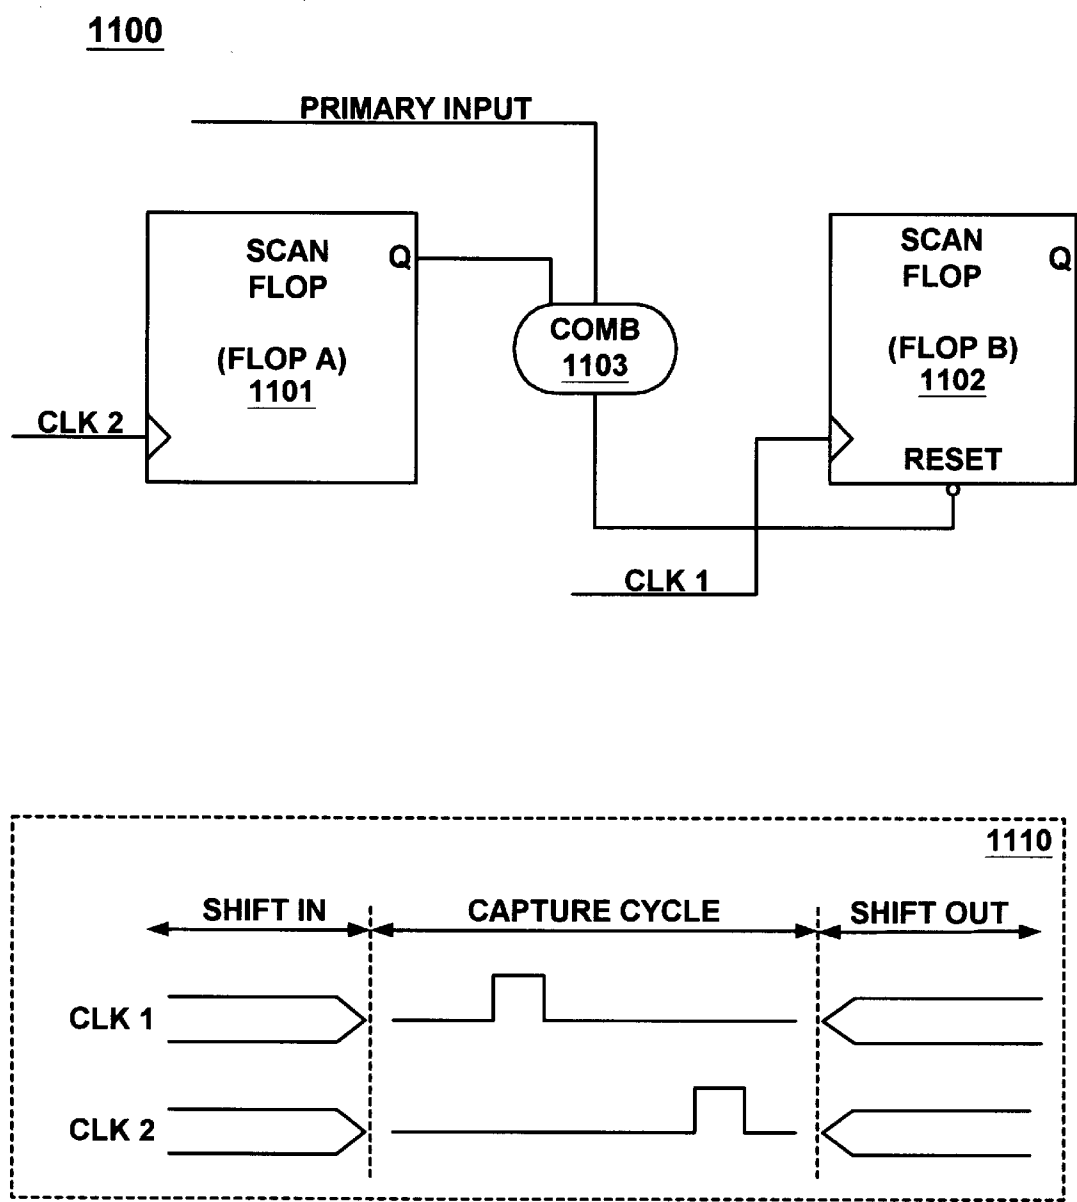 1100
PRIMARY INPUT
SCAN
FLOP
Q
(FLOP A)
1101
CLK 2
COMB
1103
SCAN
FLOP
Q
(FLOP B)
1102
RESET
CLK 1
1110
SHIFT IN
CAPTURE CYCLE
SHIFT OUT
CLK 1
CLK 2